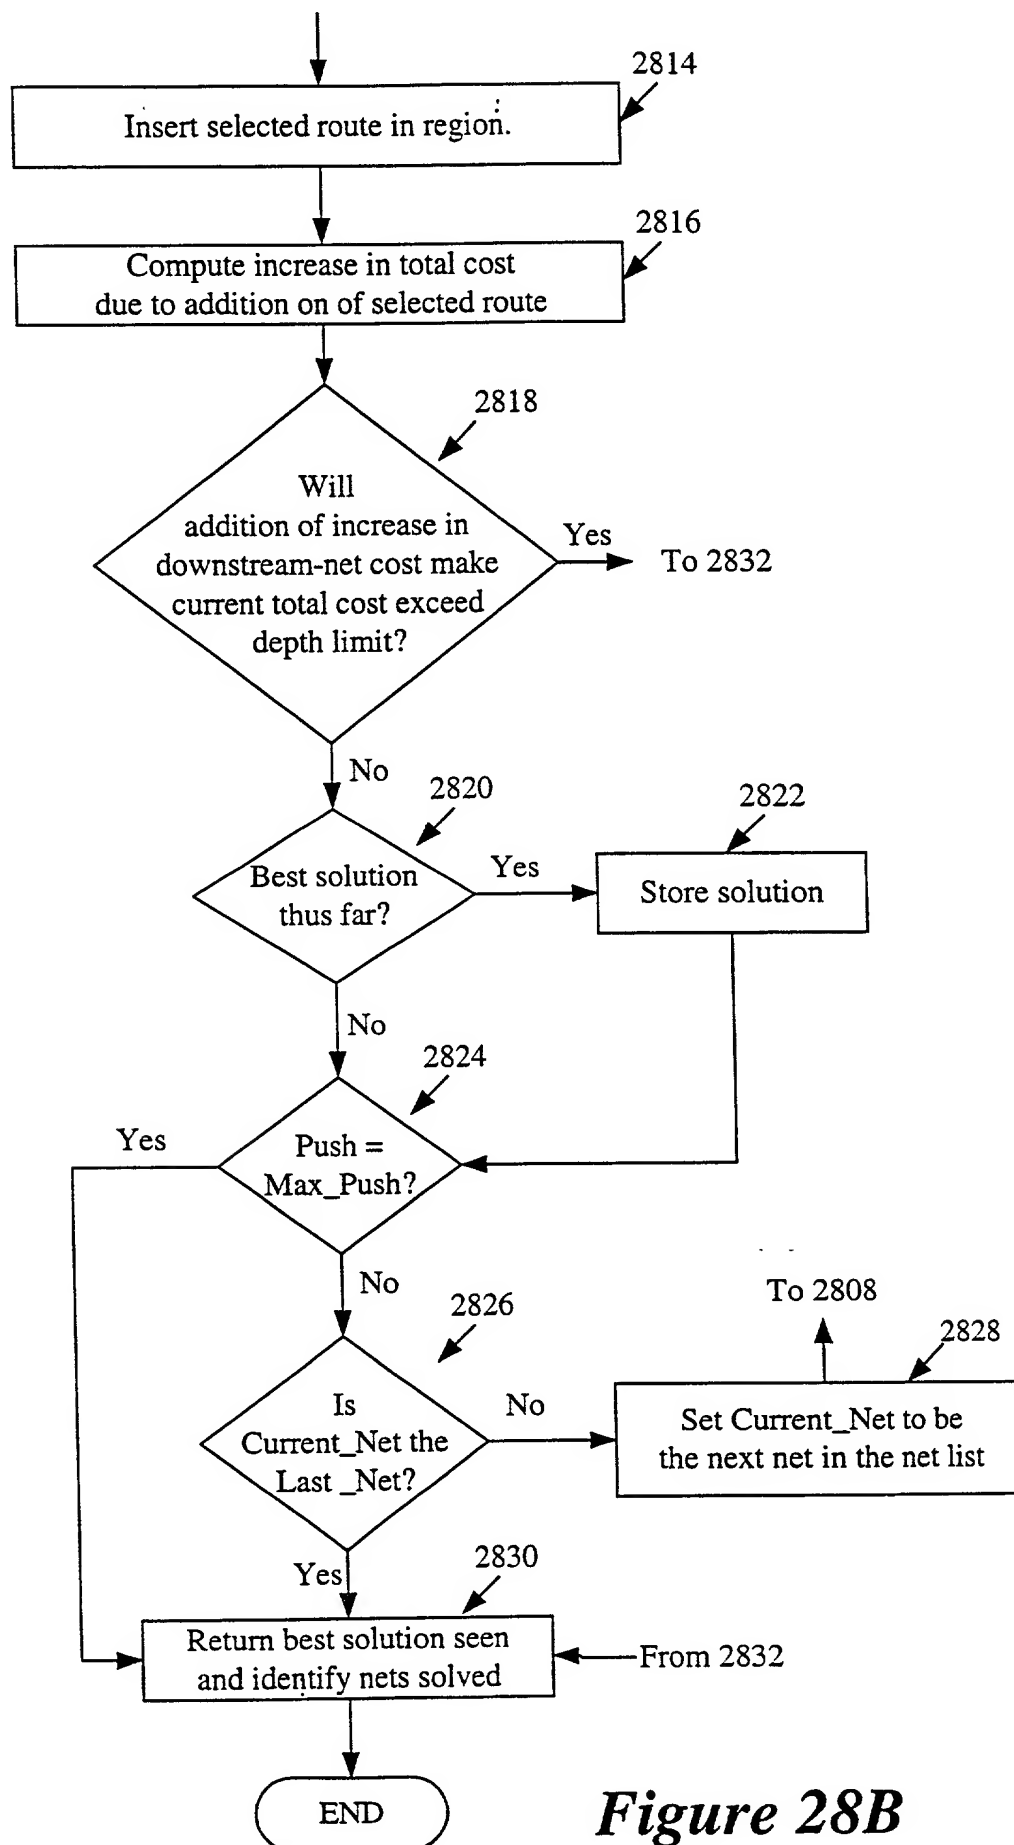 2814
Insert selected route in region.
2816
Compute increase in total cost
due to addition on of selected route
2818
Will
addition of increase in
downstream-net cost make
current total cost exceed
depth limit?
Yes
To 2832
No
2820
Best solution
thus far?
Yes
2822
Store solution
No
2824
Push =
Max_Push?
Yes
No
2826
Is
Current_Net the
Last _Net?
No
To 2808
2828
Set Current_Net to be
the next net in the net list
Yes
2830
Return best solution seen
and identify nets solved
From 2832
END
Figure 28B